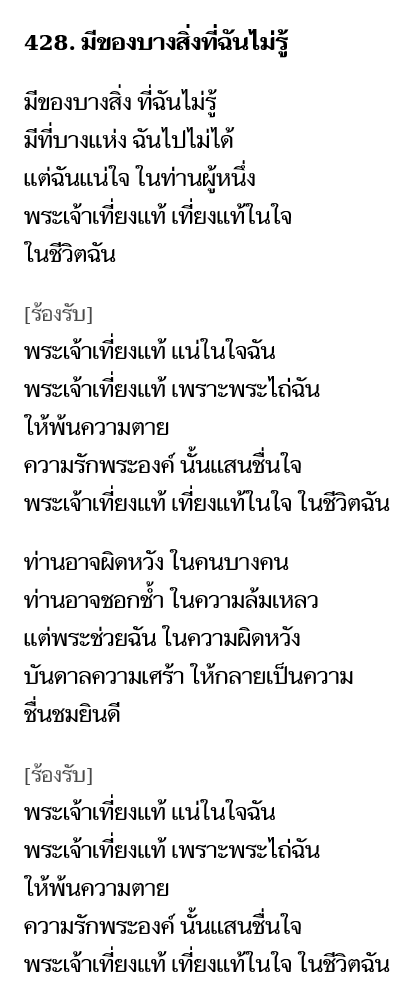 428. มีของบางสิ่งที่ฉันไม่รู้
มีของบางสิ่ง ที่ฉันไม่รู้
มีที่บางแห่ง ฉันไปไม่ได้
แต่ฉันแน่ใจ ในท่านผู้หนึ่ง
พระเจ้าเที่ยงแท้ เที่ยงแท้ในใจ
ในชีวิตฉัน
[ร้องรับ]
พระเจ้าเที่ยงแท้ แน่ในใจฉัน
พระเจ้าเที่ยงแท้ เพราะพระไถ่ฉัน
ให้พ้นความตาย
ความรักพระองค์ นั้นแสนชื่นใจ
พระเจ้าเที่ยงแท้ เที่ยงแท้ในใจ ในชีวิตฉัน
ท่านอาจผิดหวัง ในคนบางคน
ท่านอาจชอกช้ำ ในความล้มเหลว
แต่พระช่วยฉัน ในความผิดหวัง
บันดาลความเศร้า ให้กลายเป็นความ
ชื่นชมยินดี
[ร้องรับ]
พระเจ้าเที่ยงแท้ แน่ในใจฉัน
พระเจ้าเที่ยงแท้ เพราะพระไถ่ฉัน
ให้พ้นความตาย
ความรักพระองค์ นั้นแสนชื่นใจ
พระเจ้าเที่ยงแท้ เที่ยงแท้ในใจ ในชีวิตฉัน